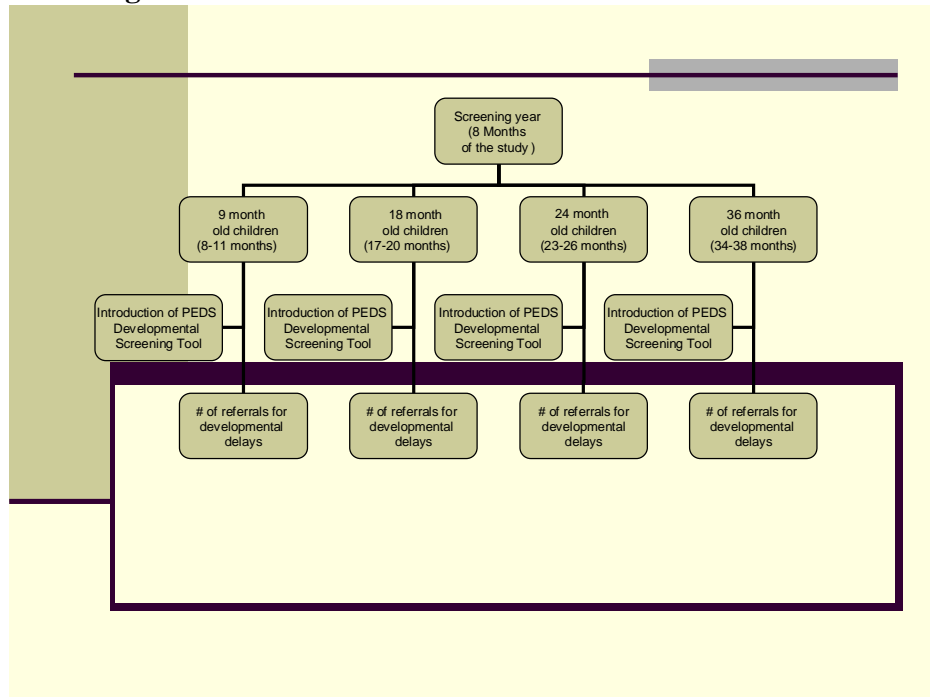 Screening year
(8 Months
of the study )
9 month
old children
(8-11 months)
18 month
old children
(17-20 months)
24 month
old children
(23-26 months)
36 month
old children
(34-38 months)
Introduction of PEDS
Developmental
Screening Tool
Introduction of PEDS
Developmental
Screening Tool
Introduction of PEDS
Developmental
Screening Tool
Introduction of PEDS
Developmental
Screening Tool
# of referrals for
developmental
delays
# of referrals for
developmental
delays
# of referrals for
developmental
delays
# of referrals for
developmental
delays